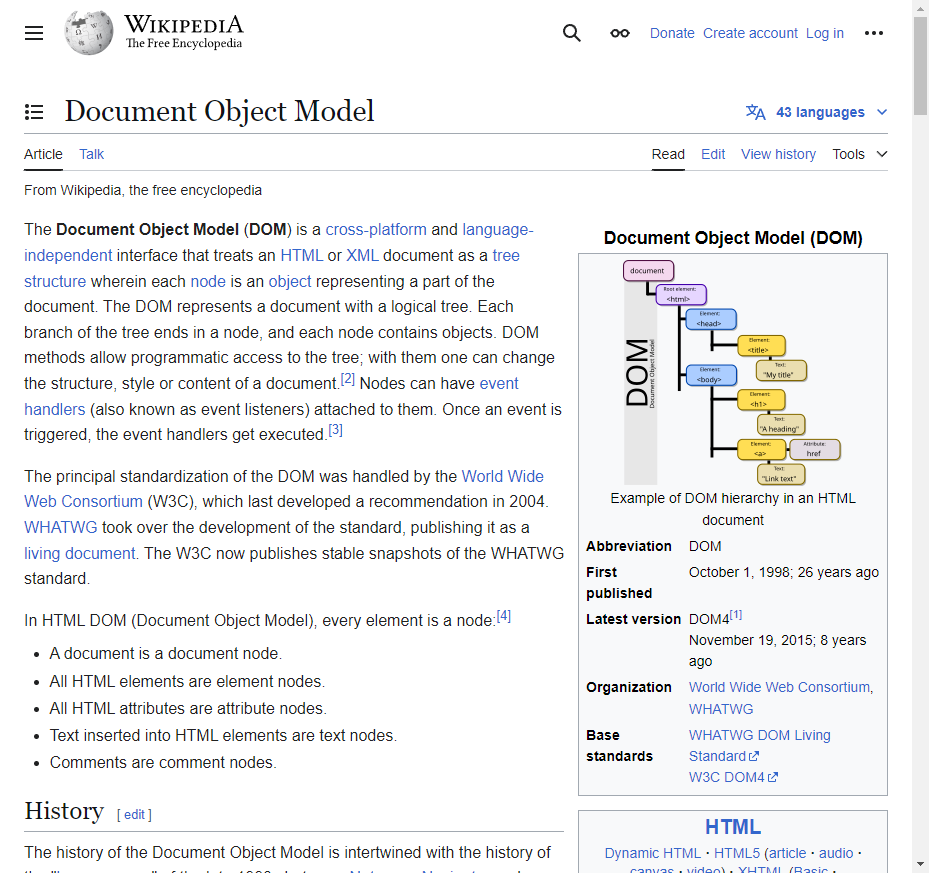 WIKIPEDIA
The Free Encyclopedia
Donate Create account Log in
Document Object Model
43 languages
Article Talk
Read Edit View history Tools
From Wikipedia, the free encyclopedia
The Document Object Model (DOM) is a cross-platform and language-
independent interface that treats an HTML or XML document as a tree
structure wherein each node is an object representing a part of the
document. The DOM represents a document with a logical tree. Each
branch of the tree ends in a node, and each node contains objects. DOM
methods allow programmatic access to the tree; with them one can change
the structure, style or content of a document.[2] Nodes can have event
handlers (also known as event listeners) attached to them. Once an event is
triggered, the event handlers get executed.[3]
The principal standardization of the DOM was handled by the World Wide
Web Consortium (W3C), which last developed a recommendation in 2004.
WHATWG took over the development of the standard, publishing it as a
living document. The W3C now publishes stable snapshots of the WHATWG
standard.
In HTML DOM (Document Object Model), every element is a node:[4]
• A document is a document node.
• All HTML elements are element nodes.
• All HTML attributes are attribute nodes.
• Text inserted into HTML elements are text nodes.
• Comments are comment nodes.
History [ edit ]
The history of the Document Object Model is intertwined with the history of
Document Object Model (DOM)
DOM
Document Object Model
document
Root element:
<html>
Element:
<head>
Element:
<title>
Text:
"My title"
Element:
<body>
Element:
<h1>
Text:
"A heading"
Element:
<a>
Attribute:
href
Text:
"Link text"
Example of DOM hierarchy in an HTML
document
Abbreviation DOM
First published October 1, 1998; 26 years ago
Latest version DOM4[1]
November 19, 2015; 8 years
ago
Organization World Wide Web Consortium,
WHATWG
Base standards WHATWG DOM Living
Standard
W3C DOM4
HTML
Dynamic HTML · HTML5 (article · audio ·
canvas · video) · XHTML (Basic ·